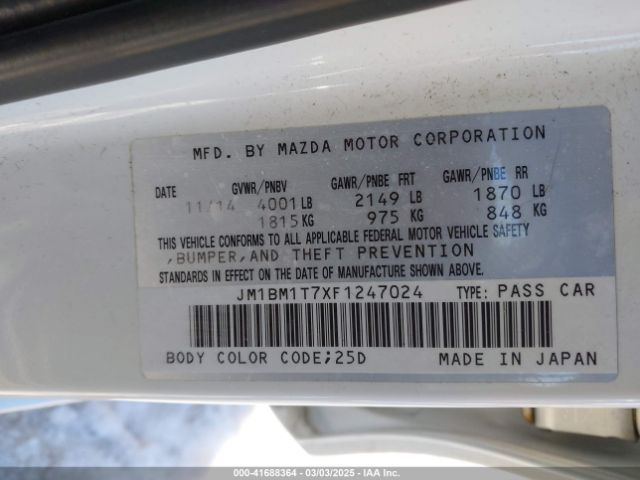 MFD. BY MAZDA MOTOR CORPORATION
DATE GVWR/PNBV GAWR/PNBE FRT GAWR/PNBE RR
11/14 4001 LB 2149 LB 1870 LB
1815 KG 975 KG 848 KG
THIS VEHICLE CONFORMS TO ALL APPLICABLE FEDERAL MOTOR VEHICLE SAFETY
,BUMPER,AND THEFT PREVENTION
STANDARDS IN EFFECT ON THE DATE OF MANUFACTURE SHOWN ABOVE.
JM1BM1T7XF1247024 TYPE: PASS CAR
BODY COLOR CODE;25D MADE IN JAPAN
000-41688364 | 03/03/2025 | IAA Inc.